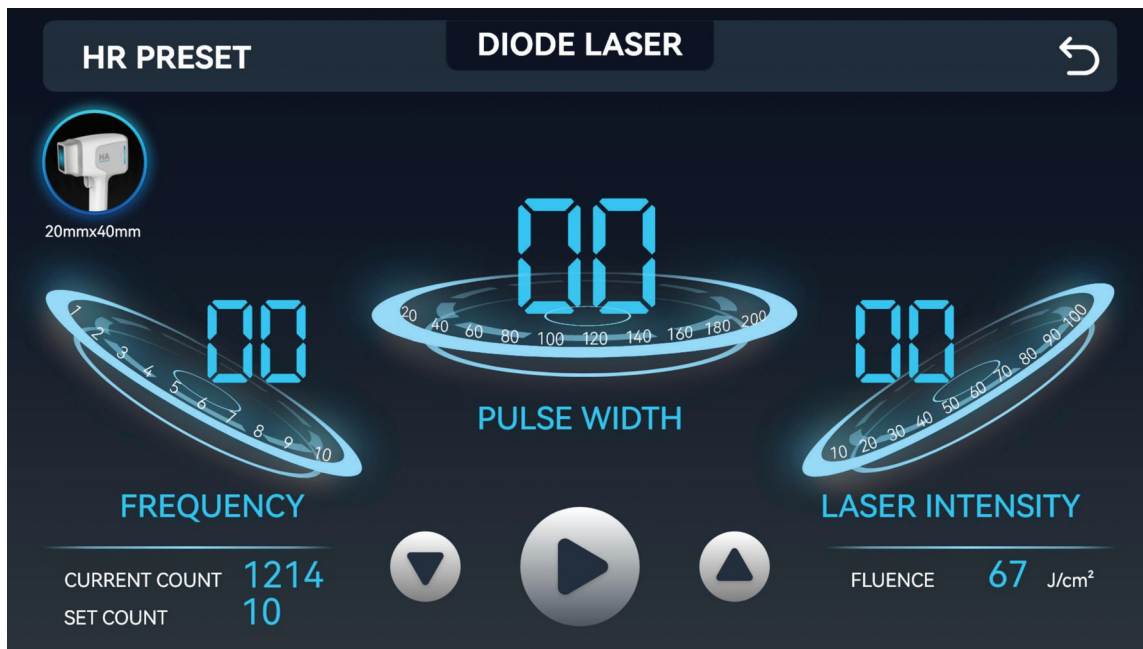 HR PRESET
DIODE LASER
HA
20mmx40mm
00
1 2 3 4 5 6 7 8 9 10
FREQUENCY
00
20 40 60 80 100 120 140 160 180 200
PULSE WIDTH
00
10 20 30 40 50 60 70 80 90 100
LASER INTENSITY
CURRENT COUNT 1214
SET COUNT 10
FLUENCE 67 J/cm²